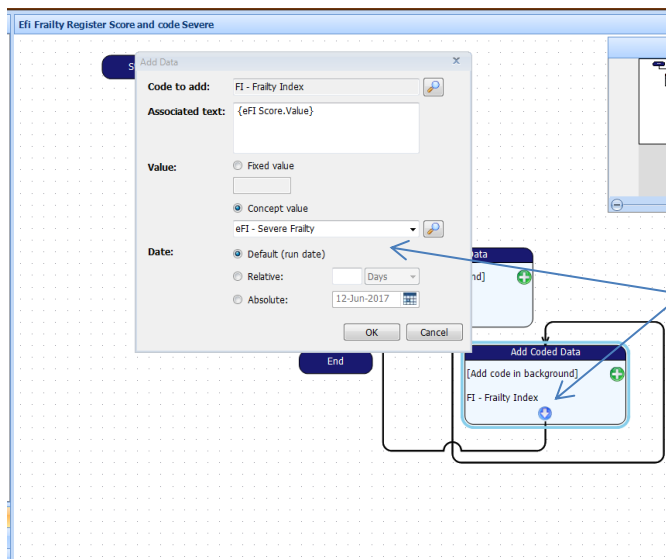 Efi Frailty Register Score and code Severe
Add Data
x
Code to add: FI - Frailty Index
Associated text: {eFI Score.Value}
Value: Fixed value
Concept value
eFI - Severe Frailty
Date: Default (run date)
Relative: Days
Absolute: 12-Jun-2017
OK Cancel
End
Add Coded Data
[Add code in background]
FI - Frailty Index